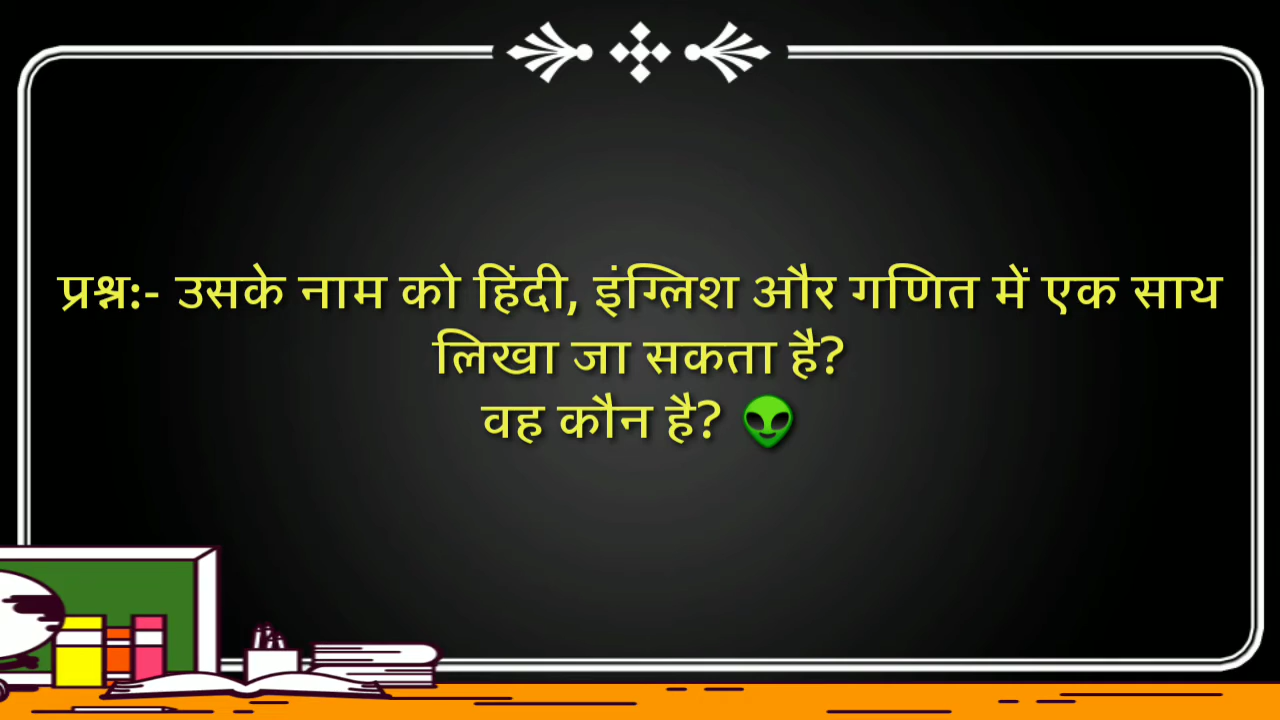 प्रश्न:- उसके नाम को हिंदी, इंग्लिश और गणित में एक साथ
लिखा जा सकता है?
वह कौन है? 👽